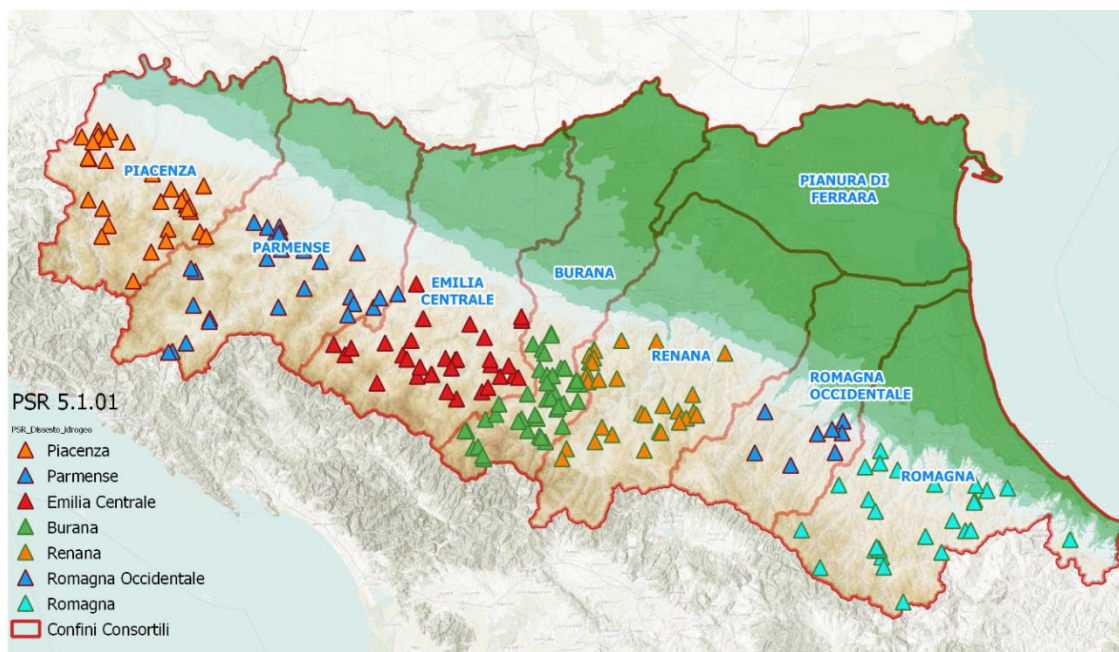 PIACENZA
PARMENSE
EMILIA
CENTRALE
BURANA
PIANURA DI
FERRARA
RENANA
ROMAGNA
OCCIDENTALE
ROMAGNA
PSR 5.1.01
PSR_Dissesto_Idrogeo
Piacenza
Parmense
Emilia Centrale
Burana
Renana
Romagna Occidentale
Romagna
Confini Consortili